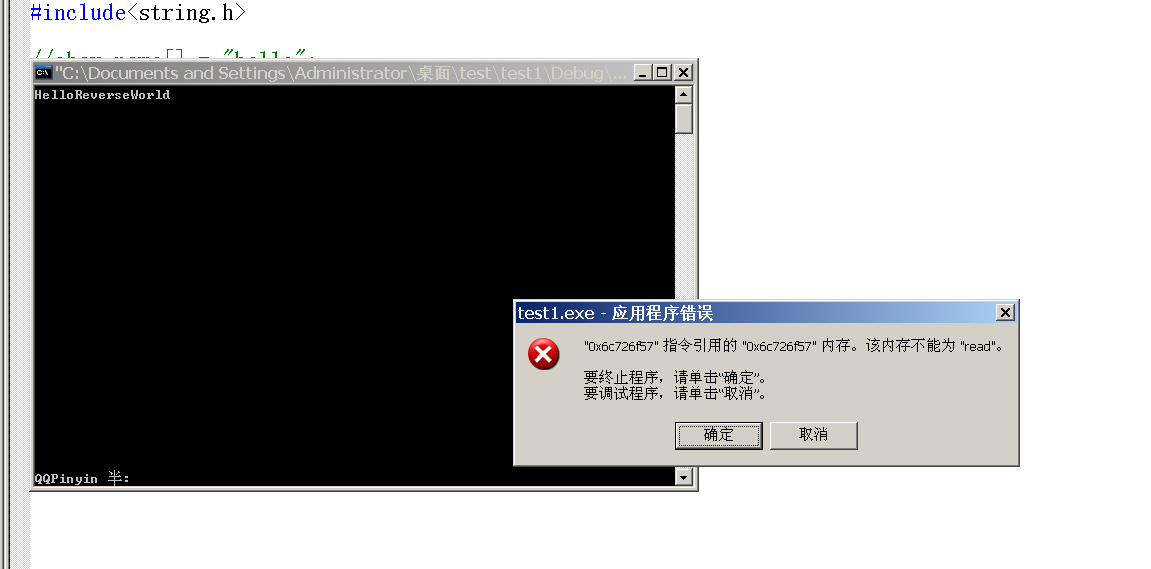 #include<string.h>
"C:\Documents and Settings\Administrator\桌面\test\test1\Debug\...
HelloReverseWorld
test1.exe - 应用程序错误
"0x6c726f57" 指令引用的 "0x6c726f57" 内存。该内存不能为 "read"。
要终止程序，请单击“确定”。
要调试程序，请单击“取消”。
确定 取消
QQPinyin 半: